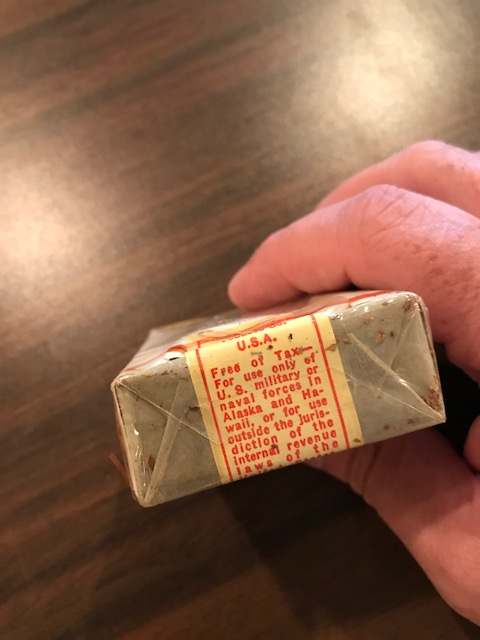 U.S.A.
Free of Tax—
For use only of
U. S. military or
naval forces in
Alaska and Ha-
waii, or for use
outside the juris-
diction of the
internal revenue
laws of the